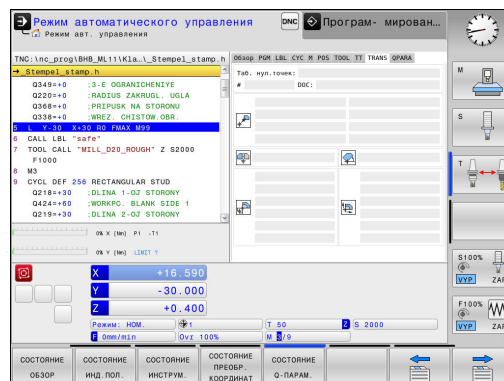 Режим автоматического управления
Режим авт. управления
DNC
Програм- мирован…
TNC:\nc_prog\BHB_ML11\Kla…\_Stempel_stamp.h
→_Stempel_stamp.h
Q349=+0 ;3-E OGRANICHENIYE
Q220=+0 ;RADIUS ZAKRUGL. UGLA
Q368=+0 ;PRIPUSK NA STORONU
Q338=+0 ;WREZ. CHISTOW.OBR.
5 L Y-30 X+30 R0 FMAX M99
6 CALL LBL "safe"
7 TOOL CALL "MILL_D20_ROUGH" Z S2000
F1000
8 M3
9 CYCL DEF 256 RECTANGULAR STUD
Q218=+30 ;DLINA 1-OJ STORONY
Q424=+60 ;WORKPC. BLANK SIDE 1
Q219=+30 ;DLINA 2-OJ STORONY
Обзор PGM LBL CYC M POS TOOL TT TRANS QPARA
Таб. нул.точек:
# DOC:
0% X [Nm] P1 -T1
0% Y [Nm] LIMIT ?
X +16.590
Y -30.000
Z +0.400
Режим: НОМ. 1 T 50 Z S 2000
F 0mm/min Ovr 100% M 5/9
СОСТОЯНИЕ ОБЗОР
СОСТОЯНИЕ ИНД.ПОЛ.
СОСТОЯНИЕ ИНСТРУМ.
СОСТОЯНИЕ ПРЕОБР. КООРДИНАТ
СОСТОЯНИЕ Q-ПАРАМ.
M
S
T
S100%
VYP ZAP
F100%
VYP ZAP